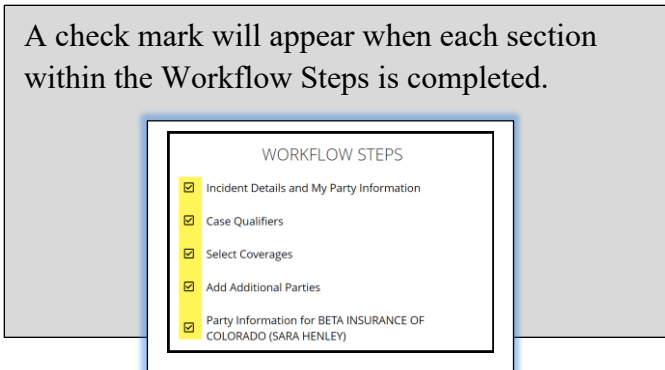 A check mark will appear when each section
within the Workflow Steps is completed.
WORKFLOW STEPS
Incident Details and My Party Information
Case Qualifiers
Select Coverages
Add Additional Parties
Party Information for BETA INSURANCE OF
COLORADO (SARA HENLEY)